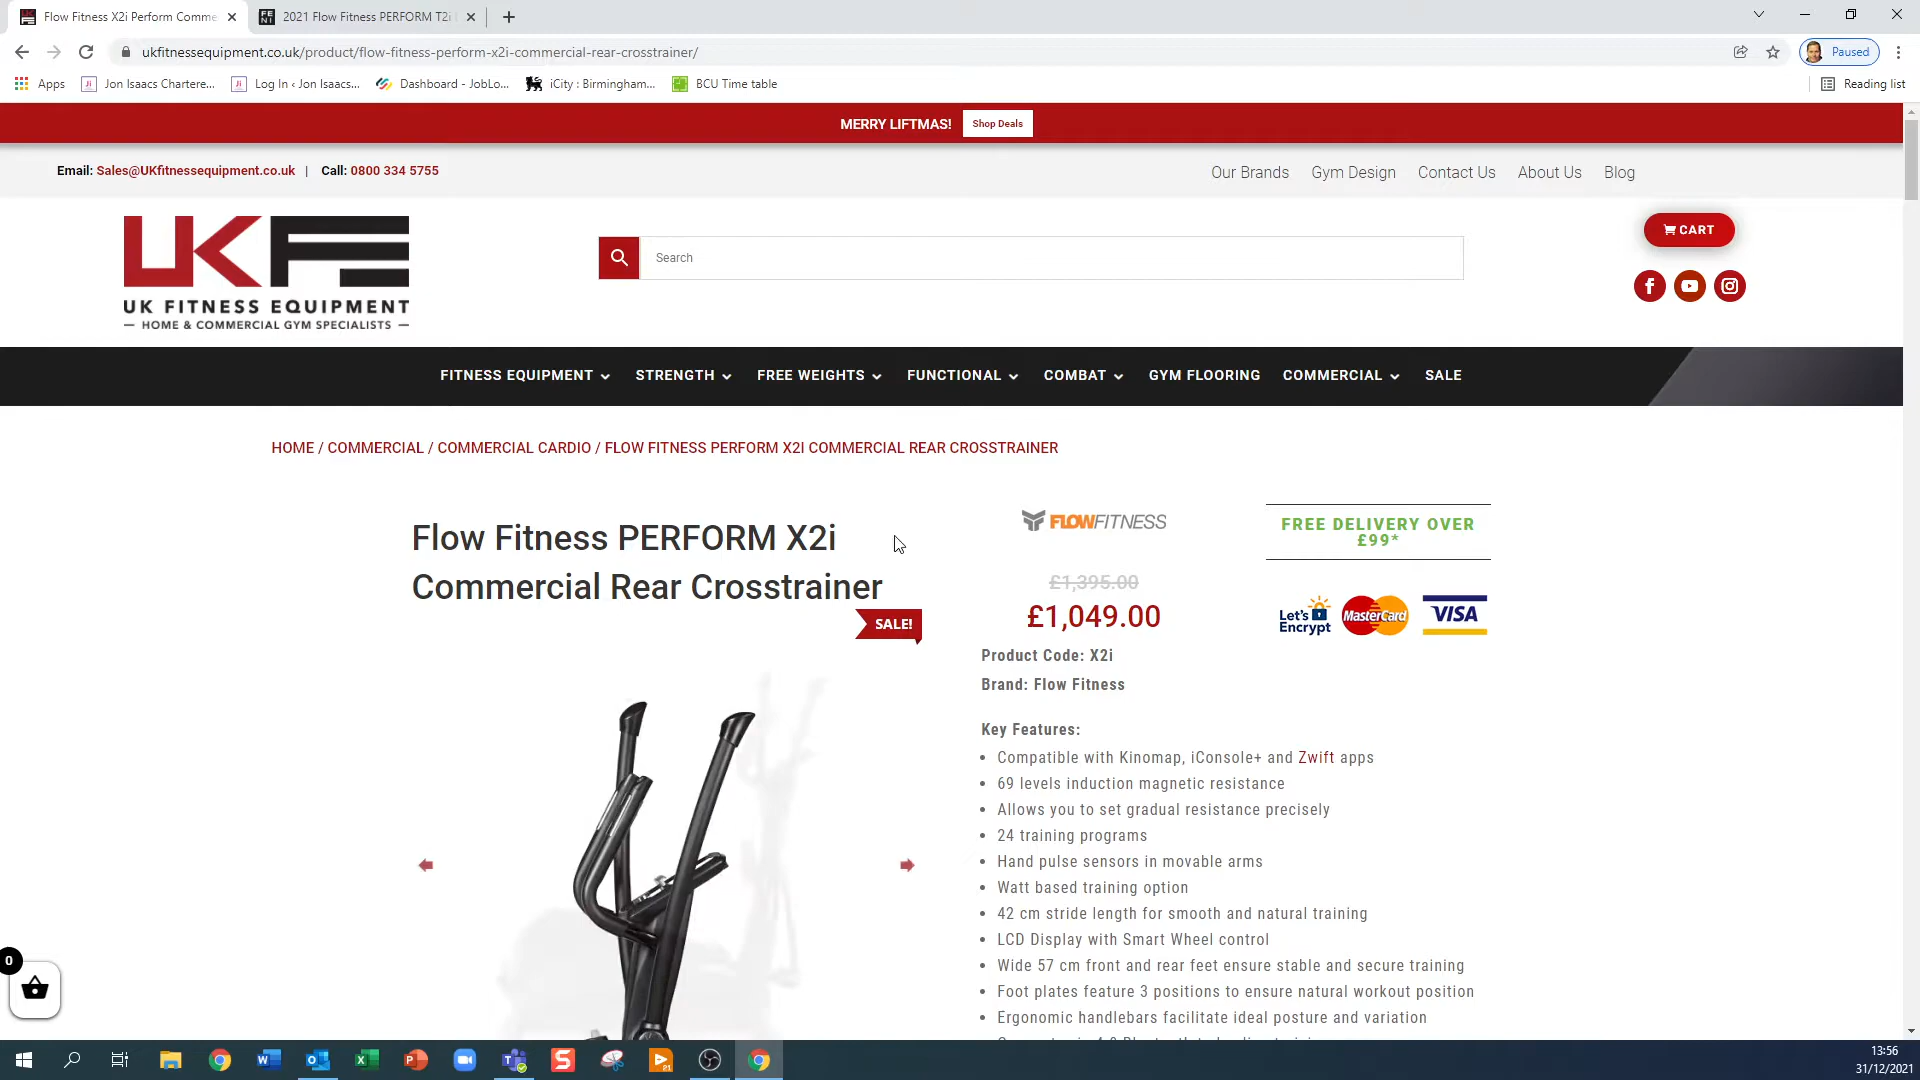 Flow Fitness X2i Perform Comme
2021 Flow Fitness PERFORM T2i
ukfitnessequipment.co.uk/product/flow-fitness-perform-x2i-commercial-rear-crosstrainer/
Paused
Apps
Jon Isaacs Chartere...
Log In ‹ Jon Isaacs...
Dashboard - JobLo...
iCity : Birmingham...
BCU Time table
Reading list
MERRY LIFTMAS!
Shop Deals
Email: Sales@UKfitnessequipment.co.uk | Call: 0800 334 5755
Our Brands
Gym Design
Contact Us
About Us
Blog
UKFE
UK FITNESS EQUIPMENT
— HOME & COMMERCIAL GYM SPECIALISTS —
Search
CART
FITNESS EQUIPMENT
STRENGTH
FREE WEIGHTS
FUNCTIONAL
COMBAT
GYM FLOORING
COMMERCIAL
SALE
HOME / COMMERCIAL / COMMERCIAL CARDIO / FLOW FITNESS PERFORM X2I COMMERCIAL REAR CROSSTRAINER
Flow Fitness PERFORM X2i
Commercial Rear Crosstrainer
SALE!
FLOWFITNESS
£1,395.00
£1,049.00
FREE DELIVERY OVER
£99*
Let's
Encrypt
MasterCard
VISA
Product Code: X2i
Brand: Flow Fitness
Key Features:
• Compatible with Kinomap, iConsole+ and Zwift apps
• 69 levels induction magnetic resistance
• Allows you to set gradual resistance precisely
• 24 training programs
• Hand pulse sensors in movable arms
• Watt based training option
• 42 cm stride length for smooth and natural training
• LCD Display with Smart Wheel control
• Wide 57 cm front and rear feet ensure stable and secure training
• Foot plates feature 3 positions to ensure natural workout position
• Ergonomic handlebars facilitate ideal posture and variation
0
13:56
31/12/2021